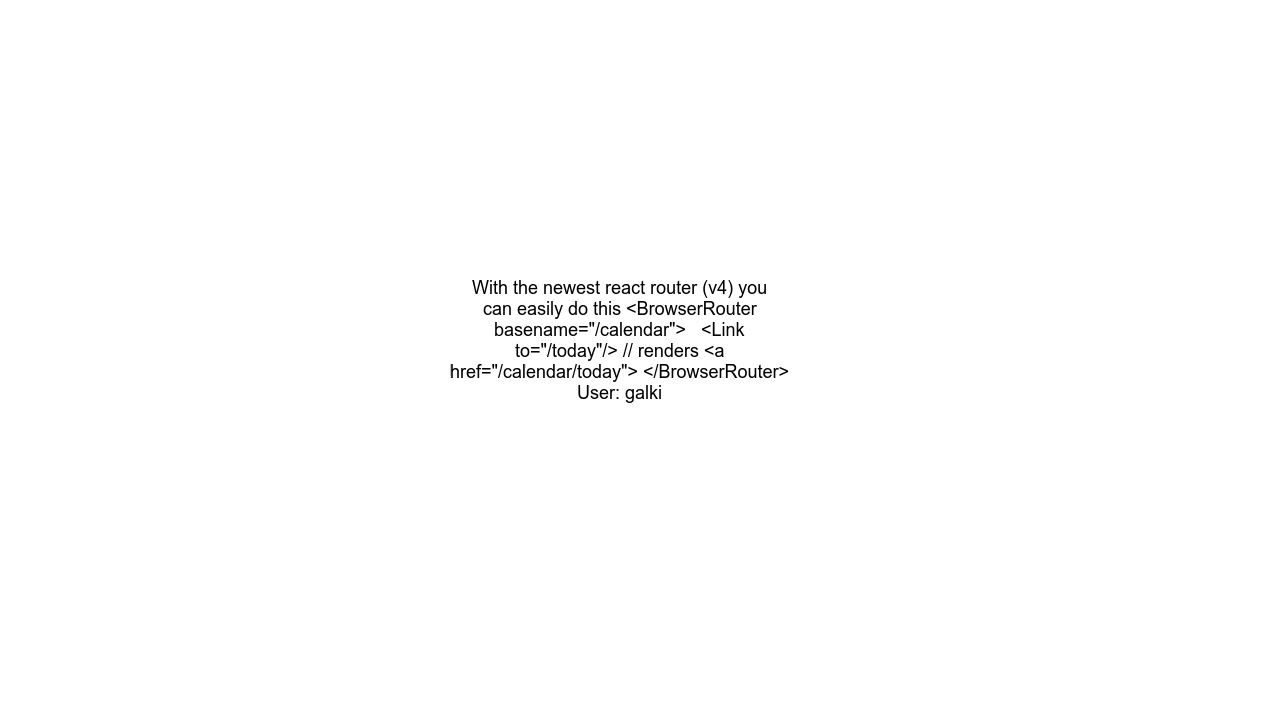 With the newest react router (v4) you
can easily do this <BrowserRouter
basename="/calendar">   <Link
to="/today"/> // renders <a
href="/calendar/today"> </BrowserRouter>
User: galki